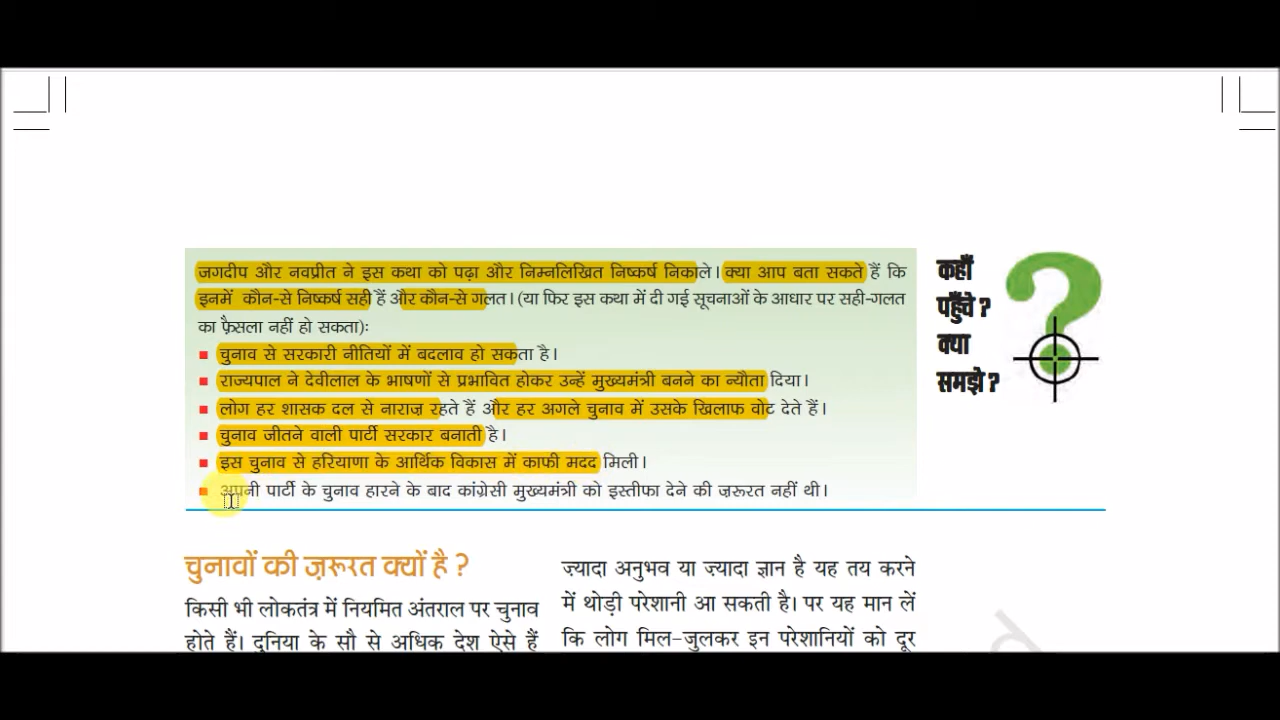 जगदीप और नवप्रीत ने इस कथा को पढ़ा और निम्नलिखित निष्कर्ष निकाले। क्या आप बता सकते हैं कि
इनमें कौन-से निष्कर्ष सही हैं और कौन-से गलत। (या फिर इस कथा में दी गई सूचनाओं के आधार पर सही-गलत
का फ़ैसला नहीं हो सकता):
चुनाव से सरकारी नीतियों में बदलाव हो सकता है।
राज्यपाल ने देवीलाल के भाषणों से प्रभावित होकर उन्हें मुख्यमंत्री बनने का न्यौता दिया।
लोग हर शासक दल से नाराज़ रहते हैं और हर अगले चुनाव में उसके खिलाफ वोट देते हैं।
चुनाव जीतने वाली पार्टी सरकार बनाती है।
इस चुनाव से हरियाणा के आर्थिक विकास में काफी मदद मिली।
अपनी पार्टी के चुनाव हारने के बाद कांग्रेसी मुख्यमंत्री को इस्तीफा देने की ज़रूरत नहीं थी।
कहाँ
पहुँचे ?
क्या
समझे ?
चुनावों की ज़रूरत क्यों है ?
किसी भी लोकतंत्र में नियमित अंतराल पर चुनाव
होते हैं। दुनिया के सौ से अधिक देश ऐसे हैं
ज़्यादा अनुभव या ज़्यादा ज्ञान है यह तय करने
में थोड़ी परेशानी आ सकती है। पर यह मान लें
कि लोग मिल-जुलकर इन परेशानियों को दूर